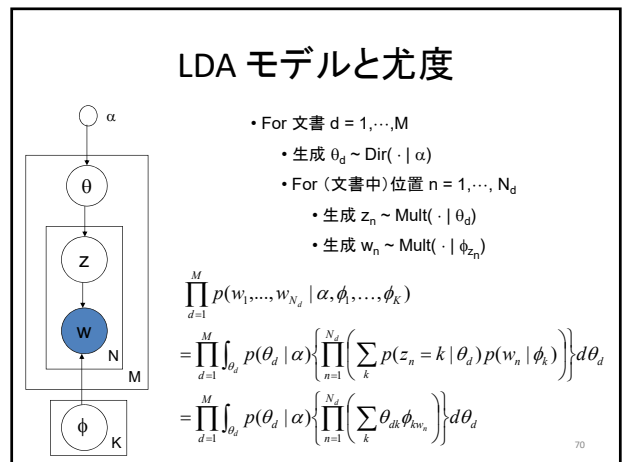 LDA モデルと尤度
α
θ
z
w
N
M
ϕ
K
• For 文書 d = 1,⋯,M
• 生成 θ_d ~ Dir( ⋅ | α)
• For (文書中)位置 n = 1,⋯, N_d
• 生成 z_n ~ Mult( ⋅ | θ_d)
• 生成 w_n ~ Mult( ⋅ | ϕ_{z_n})
∏_{d=1}^{M} p(w_1,...,w_{N_d} | α,ϕ_1,…,ϕ_K)
= ∏_{d=1}^{M} ∫_{θ_d} p(θ_d | α){∏_{n=1}^{N_d}(∑_k p(z_n = k | θ_d) p(w_n | ϕ_k))}dθ_d
= ∏_{d=1}^{M} ∫_{θ_d} p(θ_d | α){∏_{n=1}^{N_d}(∑_k θ_{dk}ϕ_{kw_n})}dθ_d
70